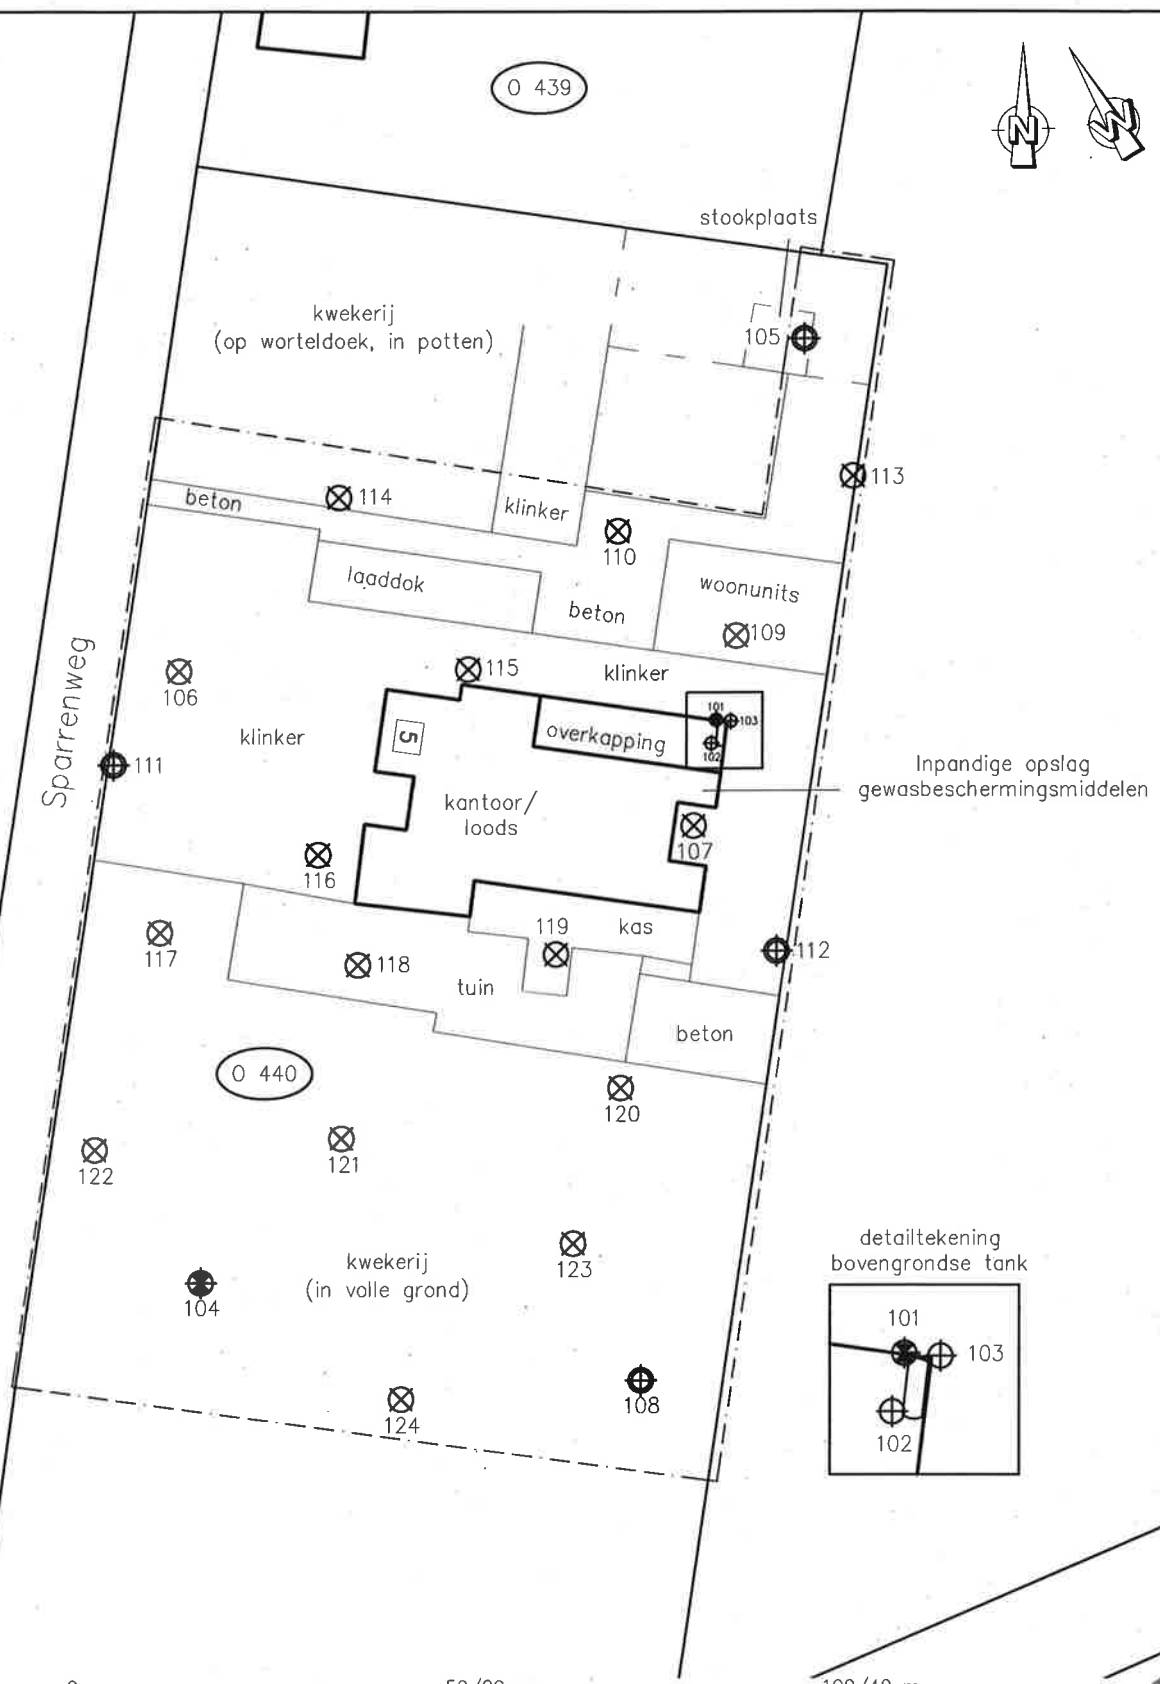 O 439
N
W
stookplaats
kwekerij
(op worteldoek, in potten)
105
113
114
beton
klinker
110
laaddok
woonunits
beton
109
115
klinker
106
101
103
102
5
overkapping
klinker
Sparrenweg
111
Inpandige opslag
gewasbeschermingsmiddelen
kantoor/
loods
107
116
119
kas
117
118
112
tuin
beton
O 440
120
121
122
detailtekening
bovengrondse tank
123
kwekerij
(in volle grond)
104
101
103
102
108
124